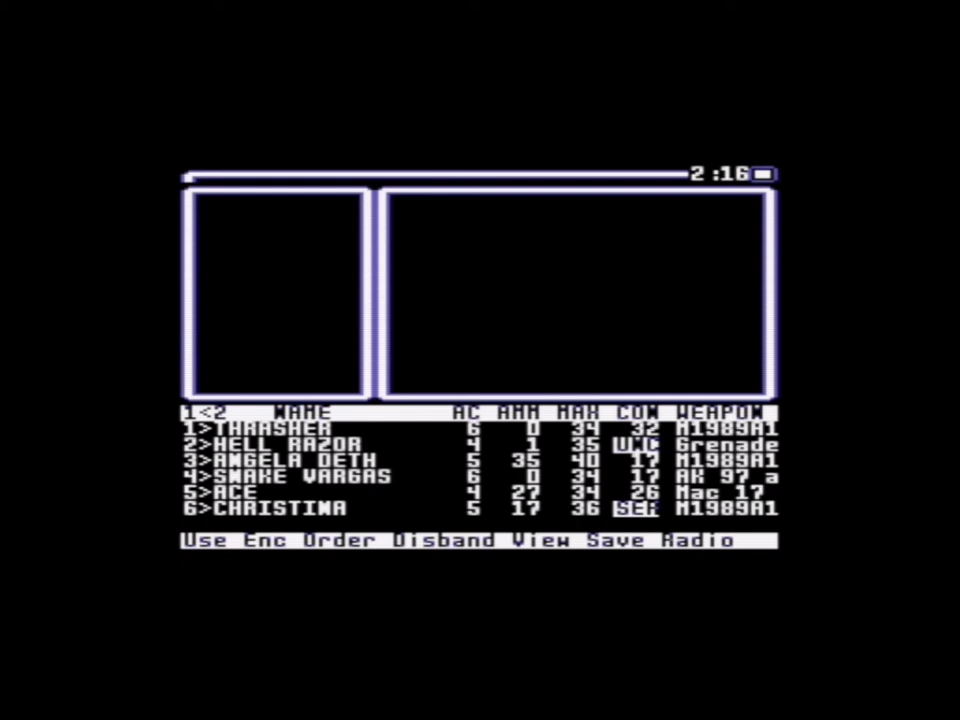 2:16
1<2 NAME AC AMM MAX CON WEAPON
1>THRASHER 6 0 34 32 M1989A1
2>HELL RAZOR 4 1 35 UNC Grenade
3>ANGELA DETH 5 35 40 17 M1989A1
4>SNAKE VARGAS 6 0 34 17 AK 97 a
5>ACE 4 27 34 26 Mac 17
6>CHRISTINA 5 17 36 SER M1989A1
Use Enc Order Disband View Save Radio